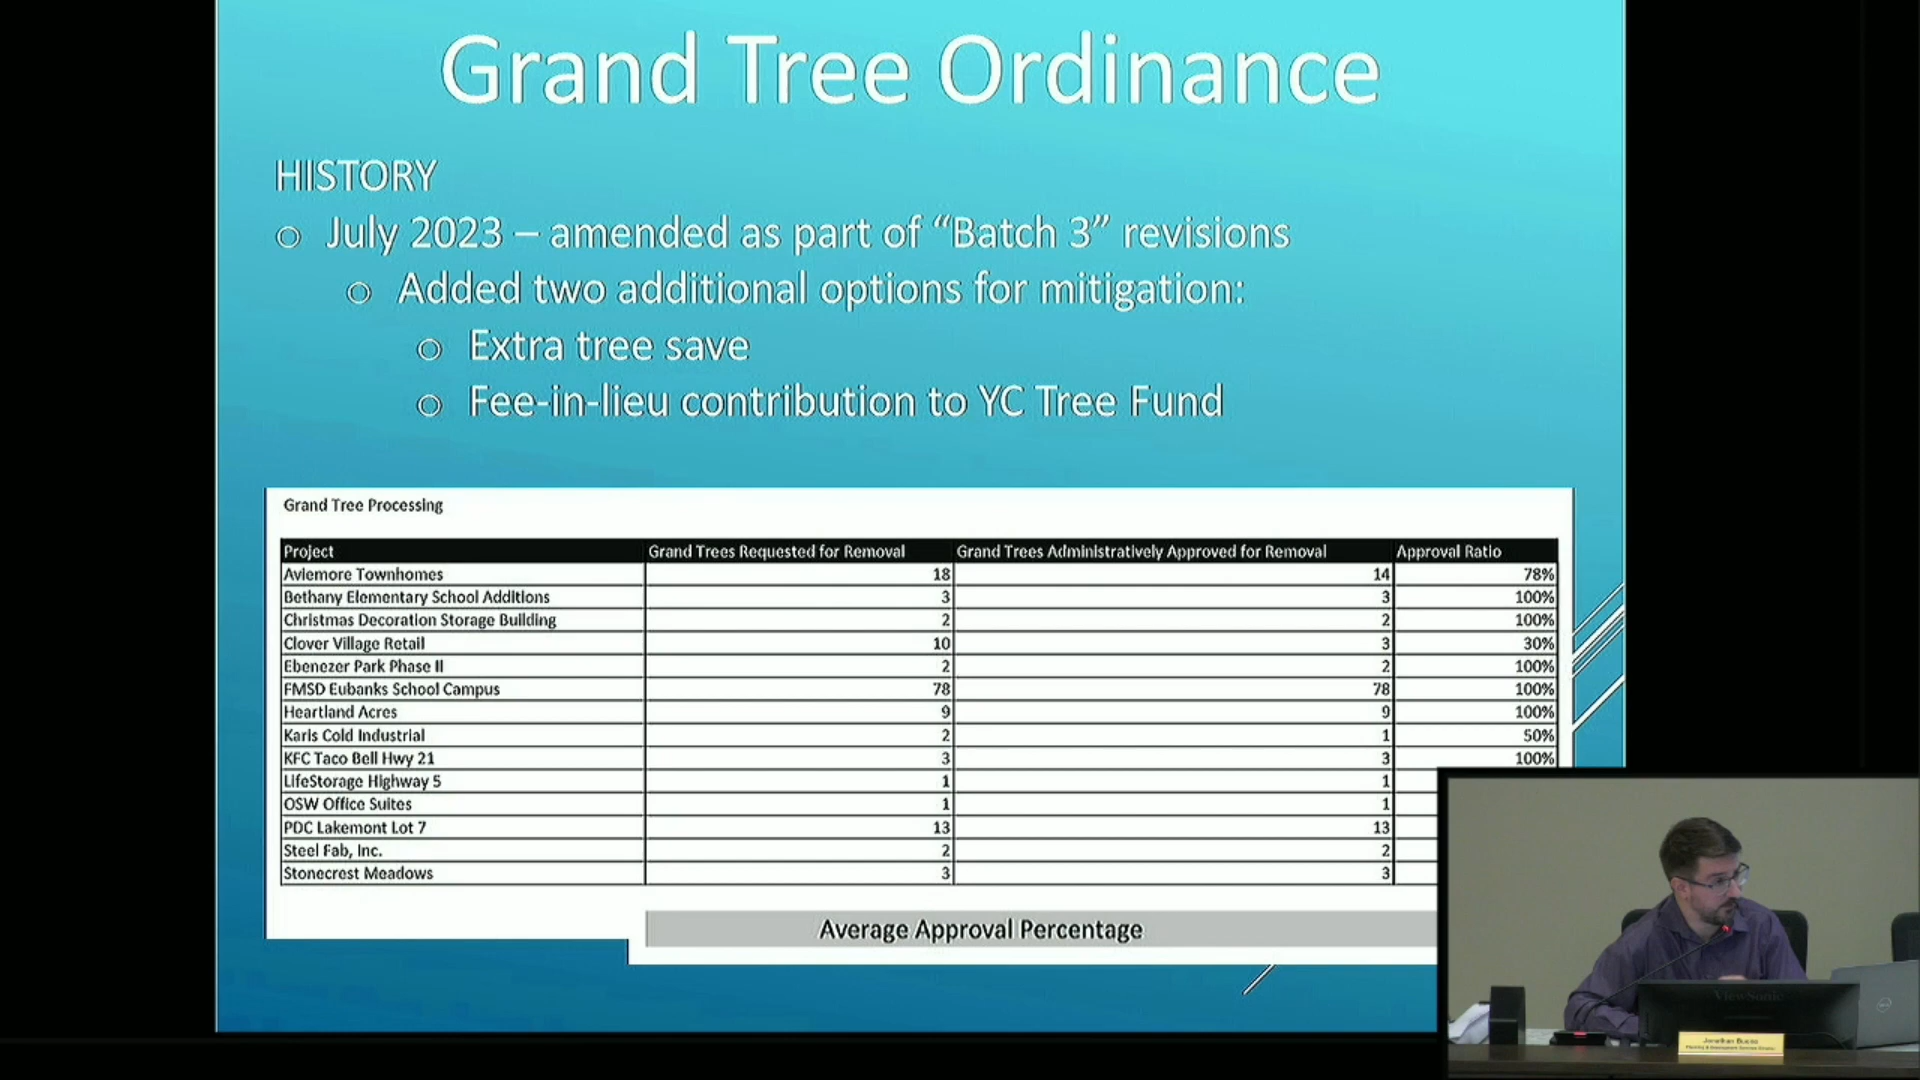 Grand Tree Ordinance
HISTORY
o July 2023 – amended as part of “Batch 3” revisions
o Added two additional options for mitigation:
o Extra tree save
o Fee-in-lieu contribution to YC Tree Fund
Grand Tree Processing
Project Grand Trees Requested for Removal Grand Trees Administratively Approved for Removal Approval Ratio
Aviemore Townhomes 18 14 78%
Bethany Elementary School Additions 3 3 100%
Christmas Decoration Storage Building 2 2 100%
Clover Village Retail 10 3 30%
Ebenezer Park Phase II 2 2 100%
FMSD Eubanks School Campus 78 78 100%
Heartland Acres 9 9 100%
Karis Cold Industrial 2 1 50%
KFC Taco Bell Hwy 21 3 3 100%
LifeStorage Highway 5 1 1
OSW Office Suites 1 1
PDC Lakemont Lot 7 13 13
Steel Fab, Inc. 2 2
Stonecrest Meadows 3 3
Average Approval Percentage
ViewSonic
Jonathan Buono